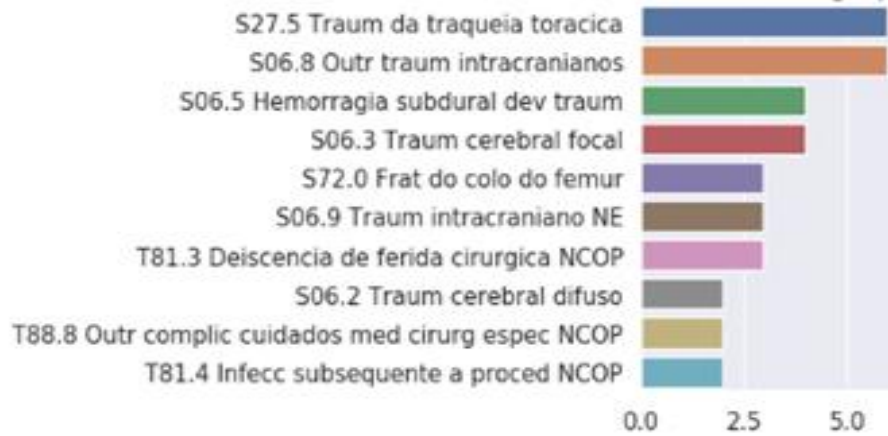 S27.5 Traum da traqueia toracica
S06.8 Outr traum intracranianos
S06.5 Hemorragia subdural dev traum
S06.3 Traum cerebral focal
S72.0 Frat do colo do femur
S06.9 Traum intracraniano NE
T81.3 Deiscencia de ferida cirurgica NCOP
S06.2 Traum cerebral difuso
T88.8 Outr complic cuidados med cirurg espec NCOP
T81.4 Infecc subsequente a proced NCOP
0.0 2.5 5.0